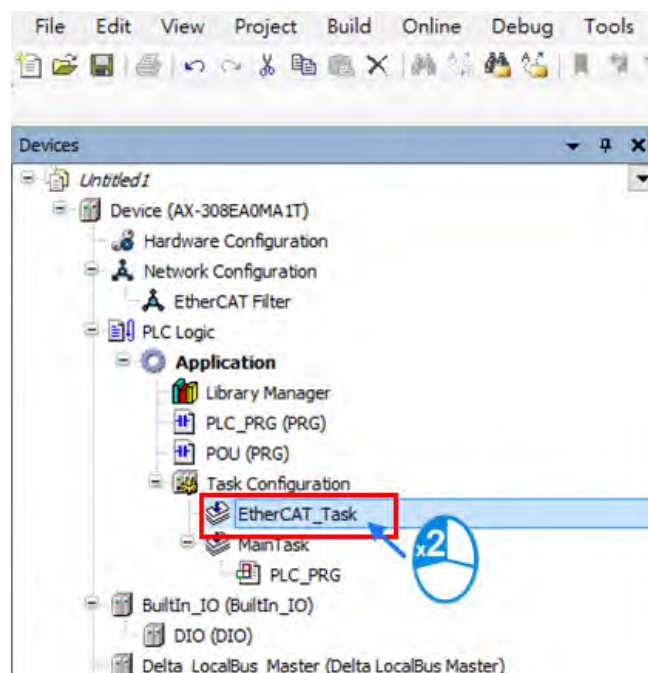 File Edit View Project Build Online Debug Tools
Devices
Untitled1
Device (AX-308EA0MA1T)
Hardware Configuration
Network Configuration
EtherCAT Filter
PLC Logic
Application
Library Manager
PLC_PRG (PRG)
POU (PRG)
Task Configuration
EtherCAT_Task
x2
MainTask
PLC_PRG
BuiltIn_IO (BuiltIn_IO)
DIO (DIO)
Delta_LocalBus_Master (Delta LocalBus Master)